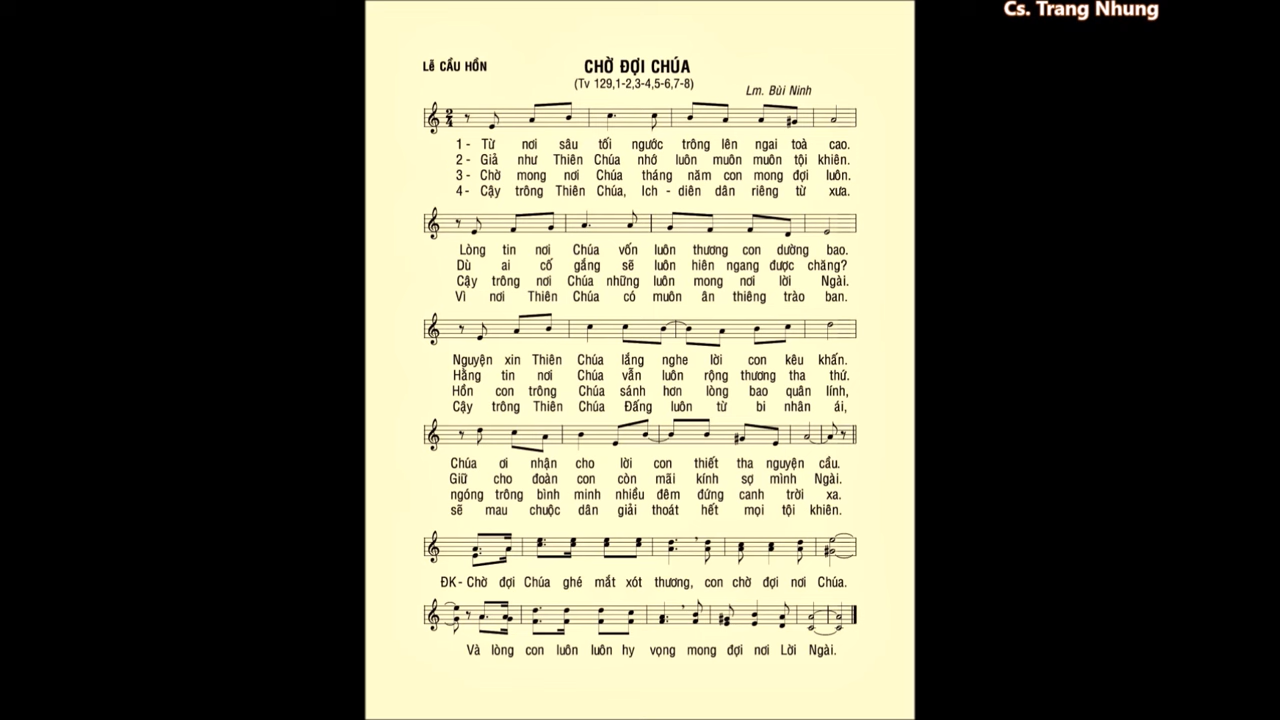 Cs. Trang Nhung
Lễ CẦU HỒN
CHỜ ĐỢI CHÚA
(Tv 129,1-2,3-4,5-6,7-8)
Lm. Bùi Ninh
1- Từ nơi sâu tối ngước trông lên ngai toà cao.
2- Giả như Thiên Chúa nhớ luôn muôn muôn tội khiên.
3- Chờ mong nơi Chúa tháng năm con mong đợi luôn.
4- Cậy trông Thiên Chúa, Ich - diên dân riêng từ xưa.
Lòng tin nơi Chúa vốn luôn thương con dường bao.
Dù ai cố gắng sẽ luôn hiên ngang được chăng?
Cậy trông nơi Chúa những luôn mong nơi lời Ngài.
Vì nơi Thiên Chúa có muôn ân thiêng trào ban.
Nguyện xin Thiên Chúa lắng nghe lời con kêu khấn.
Hằng tin nơi Chúa vẫn luôn rộng thương tha thứ.
Hồn con trông Chúa sánh hơn lòng bao quân lính,
Cậy trông Thiên Chúa Đấng luôn từ bi nhân ái,
Chúa ơi nhận cho lời con thiết tha nguyện cầu.
Giữ cho đoàn con còn mãi kính sợ mình Ngài.
ngóng trông bình minh nhiều đêm đứng canh trời xa.
sẽ mau chuộc dân giải thoát hết mọi tội khiên.
ĐK- Chờ đợi Chúa ghé mắt xót thương, con chờ đợi nơi Chúa.
Và lòng con luôn luôn hy vọng mong đợi nơi Lời Ngài.